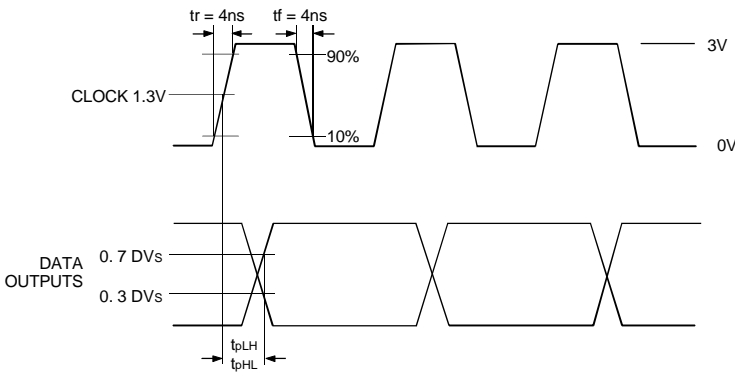 tr = 4ns
tf = 4ns
90%
3V
CLOCK 1.3V
10%
0V
DATA
OUTPUTS
0. 7 DVs
0. 3 DVs
tpLH
tpHL